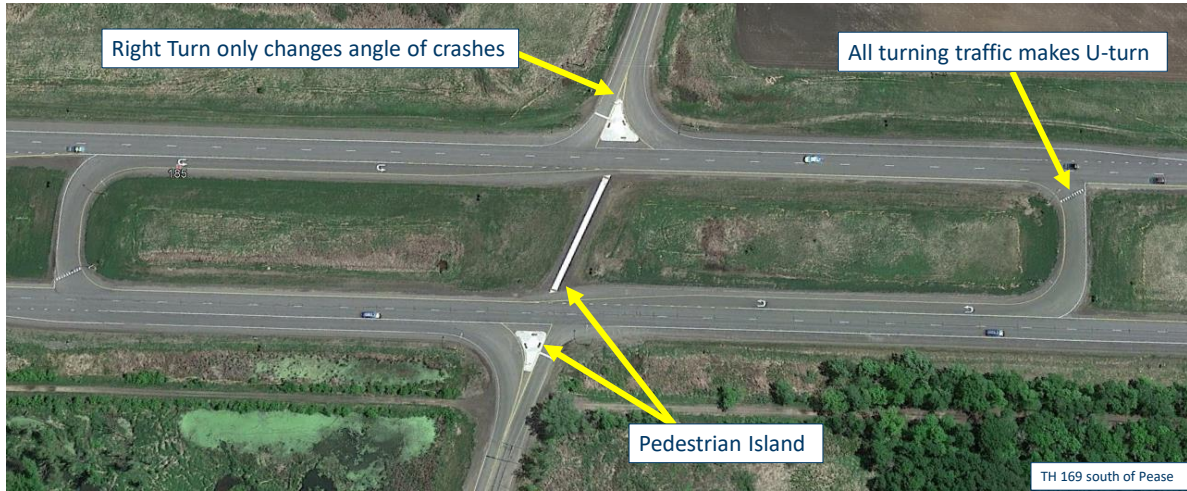 Right Turn only changes angle of crashes
All turning traffic makes U-turn
185
Pedestrian Island
TH 169 south of Pease